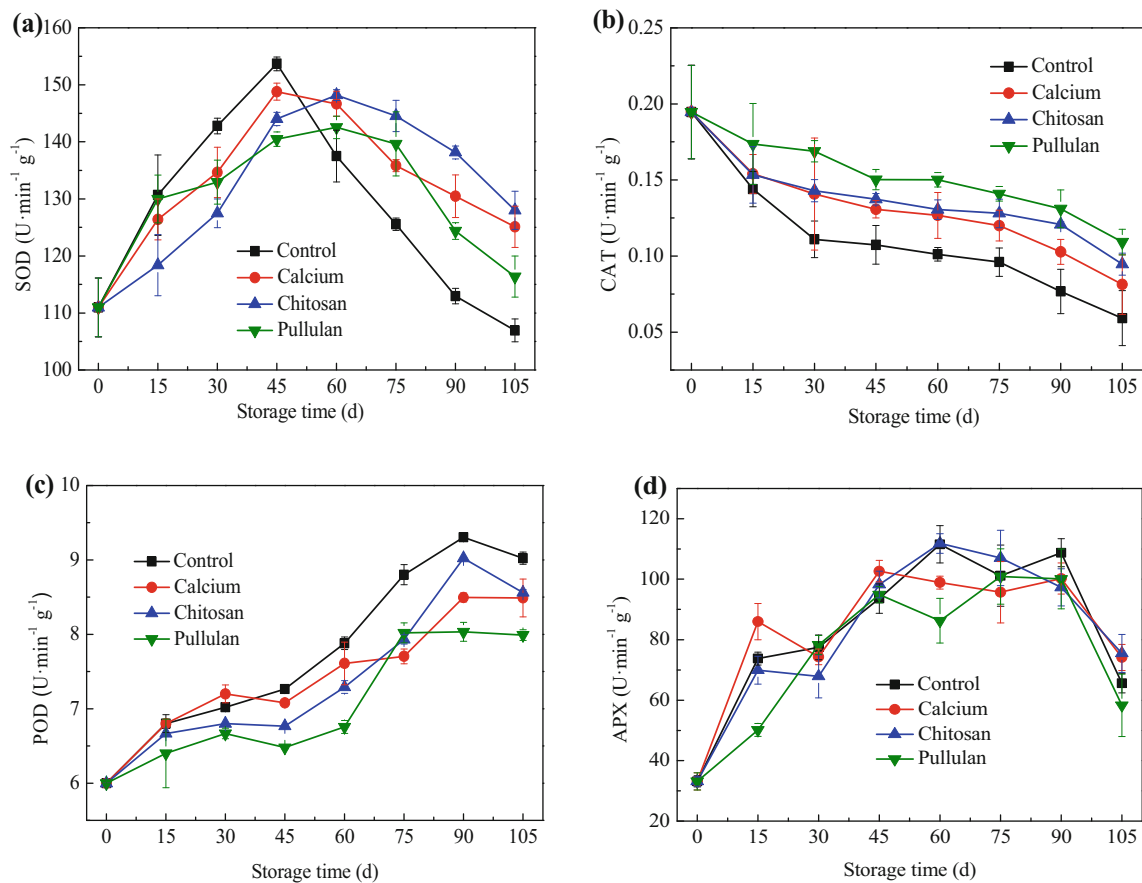 (a)
160
150
140
130
120
110
100
SOD (U·min⁻¹ g⁻¹)
Control
Calcium
Chitosan
Pullulan
0 15 30 45 60 75 90 105
Storage time (d)
(b)
0.25
0.20
0.15
0.10
0.05
CAT (U·min⁻¹ g⁻¹)
Control
Calcium
Chitosan
Pullulan
0 15 30 45 60 75 90 105
Storage time (d)
(c)
10
9
8
7
6
POD (U·min⁻¹ g⁻¹)
Control
Calcium
Chitosan
Pullulan
0 15 30 45 60 75 90 105
Storage time (d)
(d)
120
100
80
60
40
20
APX (U·min⁻¹ g⁻¹)
Control
Calcium
Chitosan
Pullulan
0 15 30 45 60 75 90 105
Storage time (d)